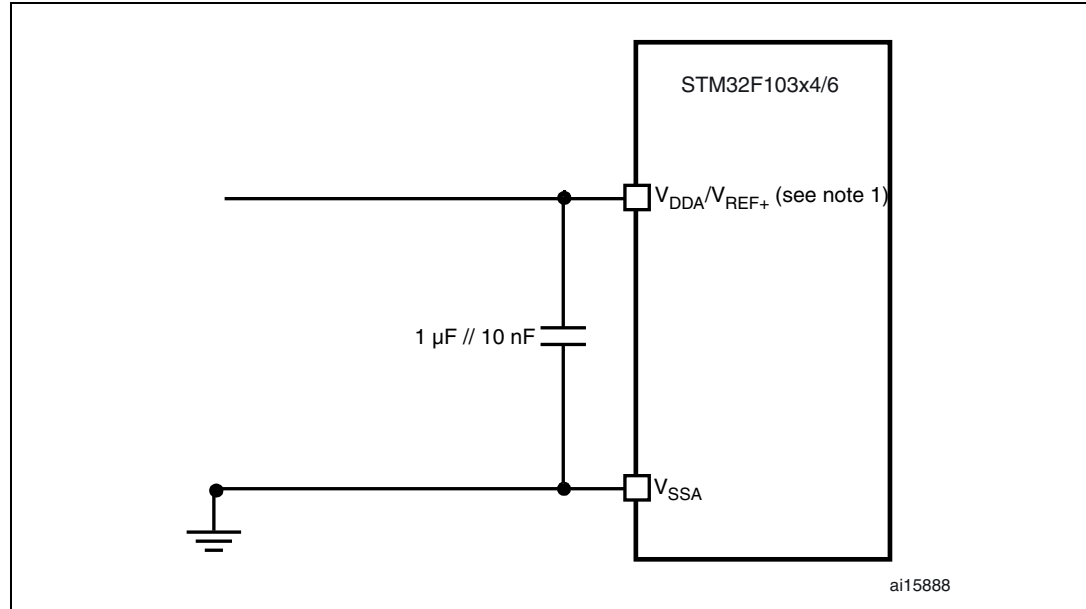 STM32F103x4/6
VDDA/VREF+ (see note 1)
1 µF // 10 nF
VSSA
ai15888